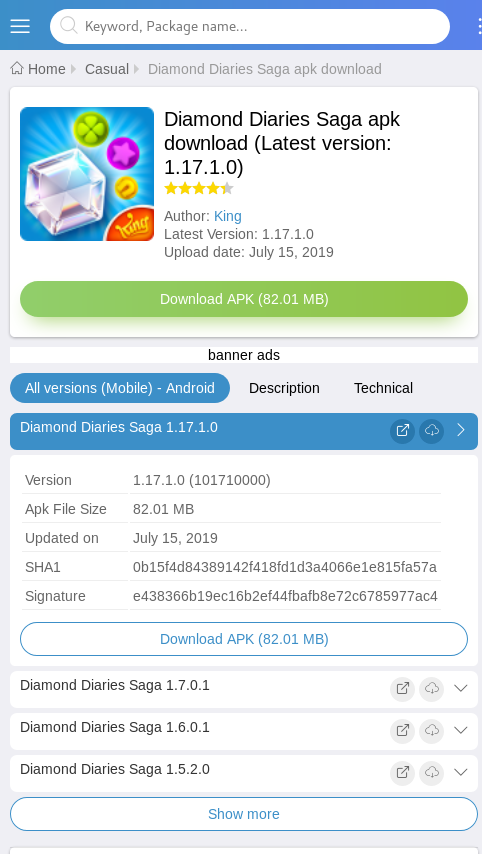 Keyword, Package name...
Home Casual Diamond Diaries Saga apk download
Diamond Diaries Saga apk
download (Latest version:
1.17.1.0)
King
Author: King
Latest Version: 1.17.1.0
Upload date: July 15, 2019
Download APK (82.01 MB)
banner ads
All versions (Mobile) - Android Description Technical
Diamond Diaries Saga 1.17.1.0
Version 1.17.1.0 (101710000)
Apk File Size 82.01 MB
Updated on July 15, 2019
SHA1 0b15f4d84389142f418fd1d3a4066e1e815fa57a
Signature e438366b19ec16b2ef44fbafb8e72c6785977ac4
Download APK (82.01 MB)
Diamond Diaries Saga 1.7.0.1
Diamond Diaries Saga 1.6.0.1
Diamond Diaries Saga 1.5.2.0
Show more